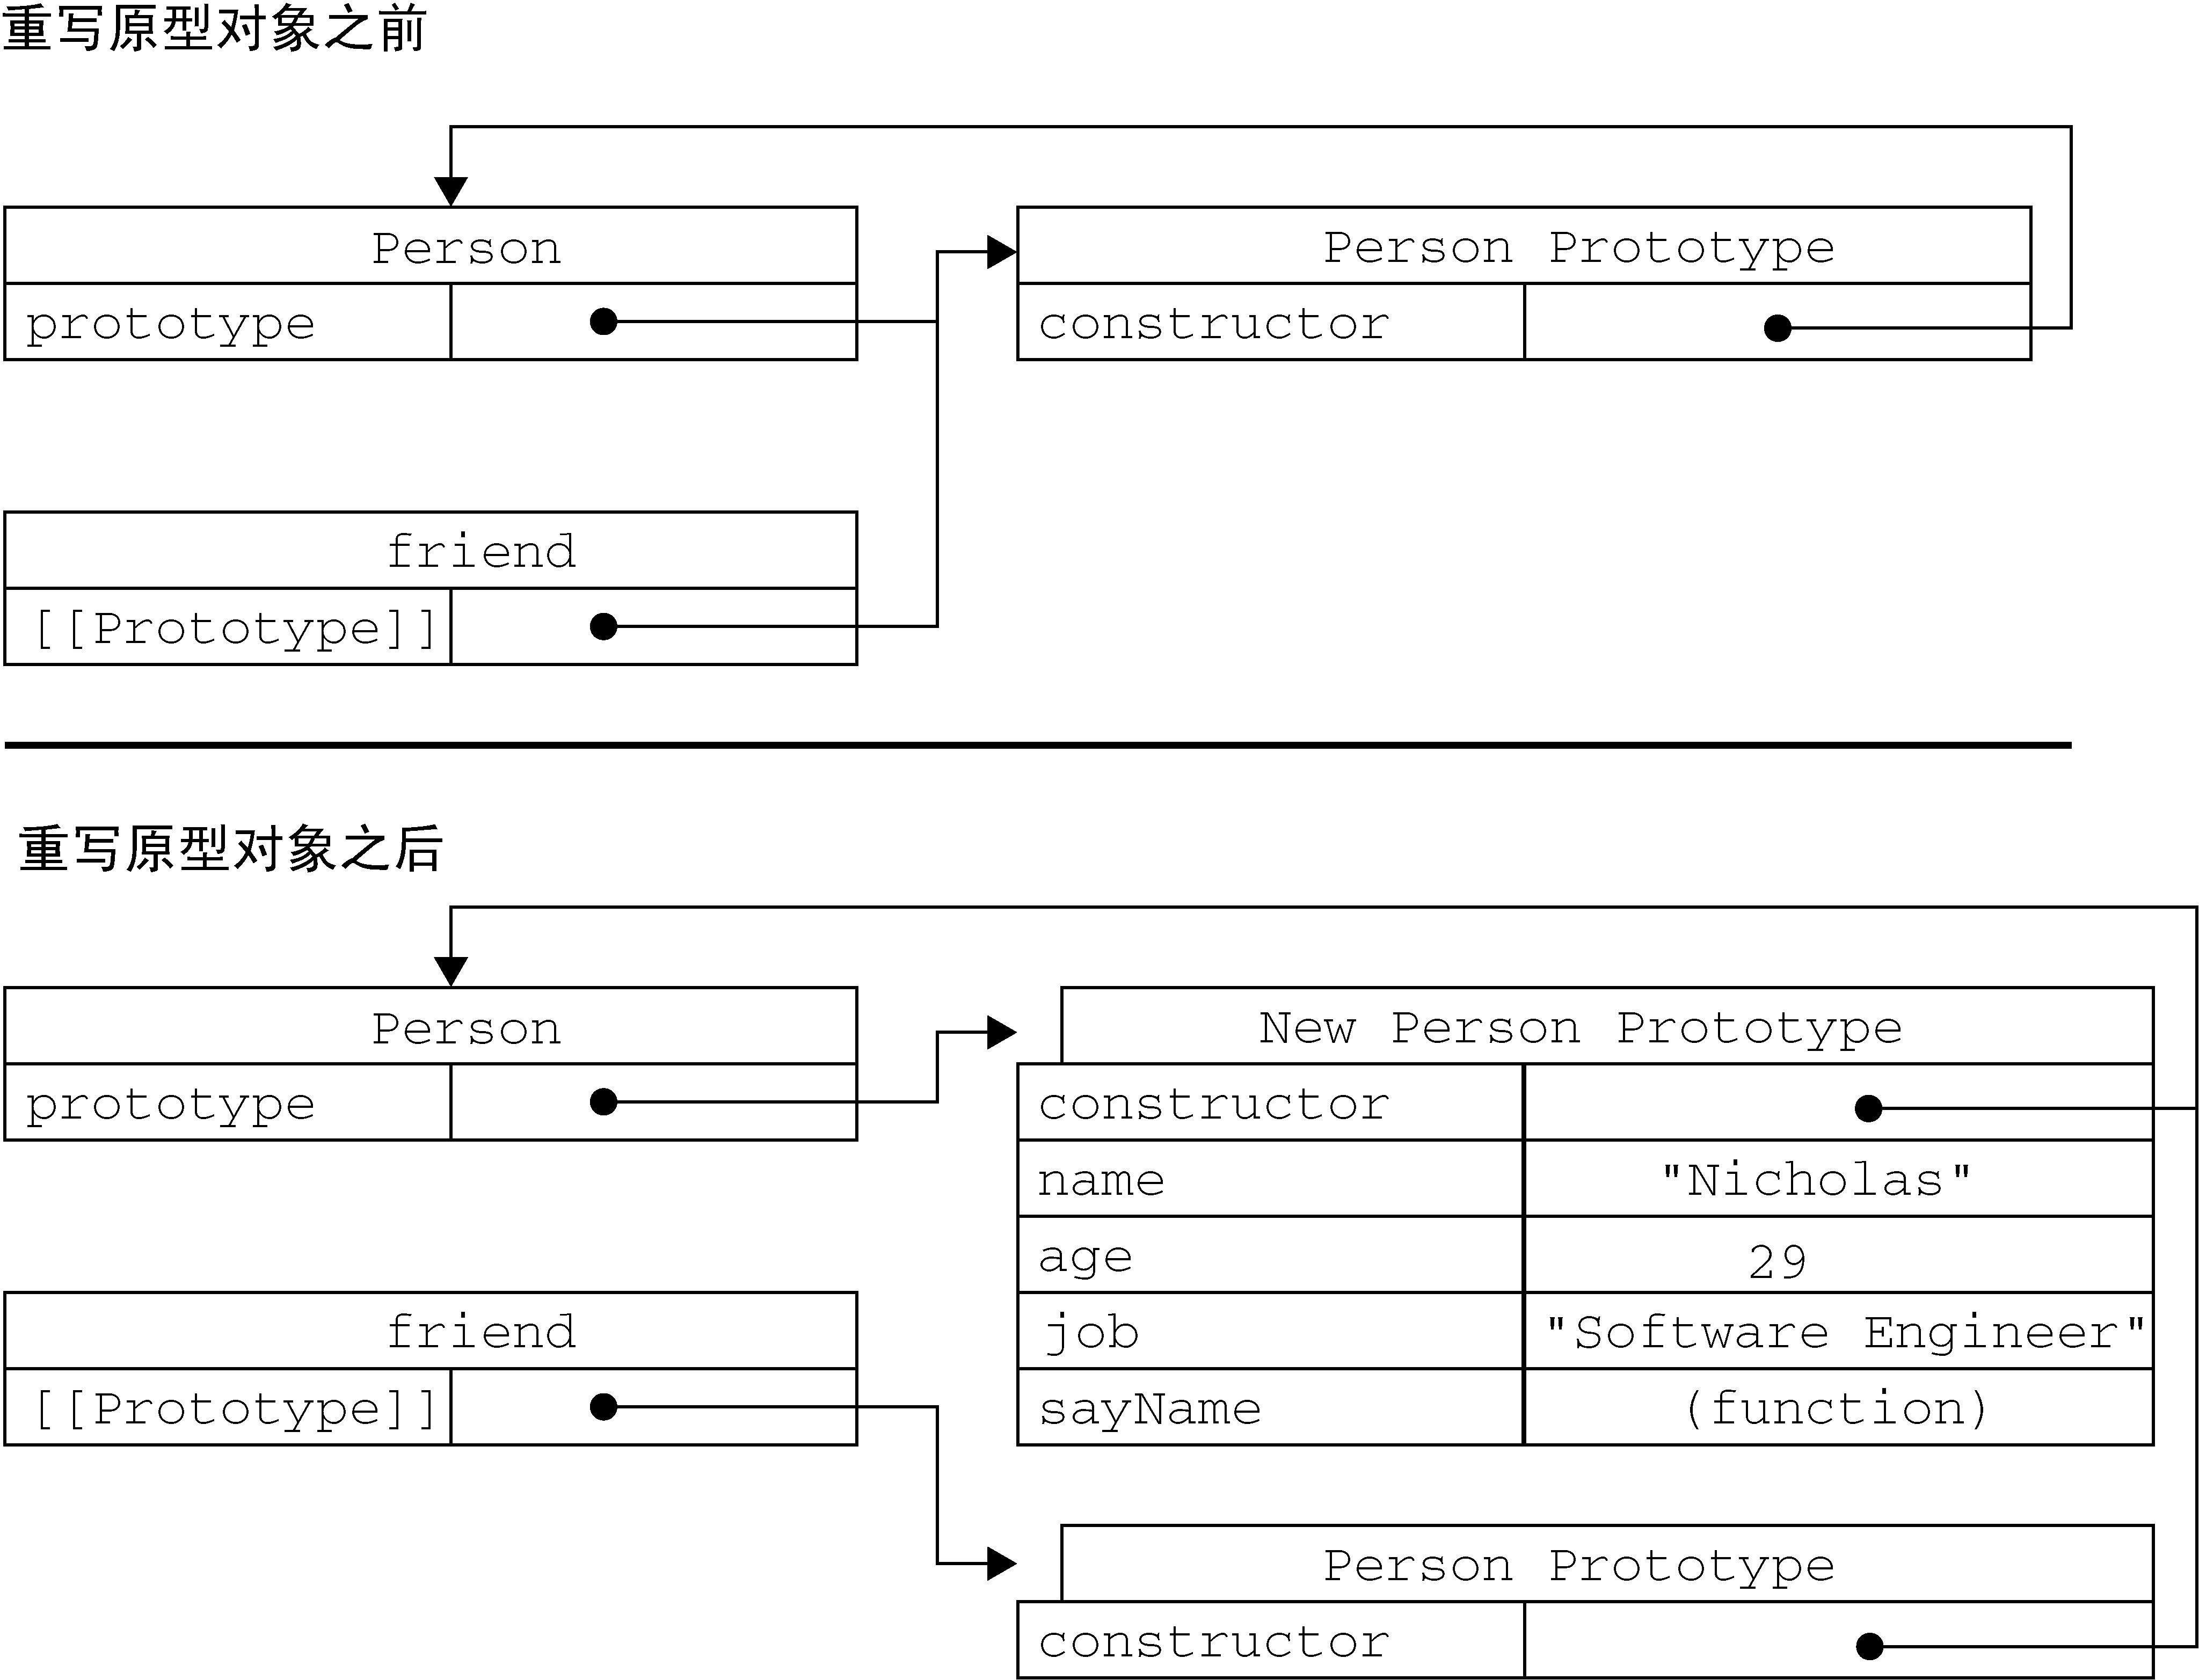 重写原型对象之前
Person
Person Prototype
prototype
constructor
friend
[[Prototype]]
重写原型对象之后
Person
New Person Prototype
prototype
constructor
name
"Nicholas"
age
29
friend
job
"Software Engineer"
[[Prototype]]
sayName
(function)
Person Prototype
constructor